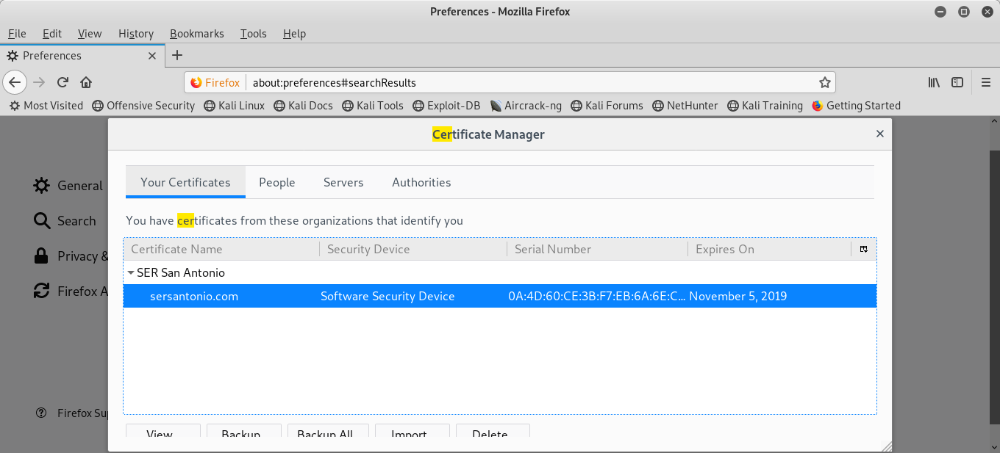 Preferences - Mozilla Firefox
File Edit View History Bookmarks Tools Help
Preferences
Firefox about:preferences#searchResults
Most Visited Offensive Security Kali Linux Kali Docs Kali Tools Exploit-DB Aircrack-ng Kali Forums NetHunter Kali Training Getting Started
Certificate Manager
General
Search
Privacy &
Firefox A
Firefox Sup
Your Certificates People Servers Authorities
You have certificates from these organizations that identify you
Certificate Name Security Device Serial Number Expires On
SER San Antonio
sersantonio.com Software Security Device 0A:4D:60:CE:3B:F7:EB:6A:6E:C... November 5, 2019
View... Backup... Backup All... Import... Delete...